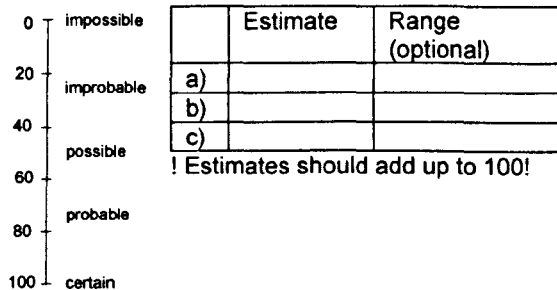 0 impossible
20 improbable
40
possible
60
probable
80
100 certain
Estimate Range
(optional)
a)
b)
c)
! Estimates should add up to 100!